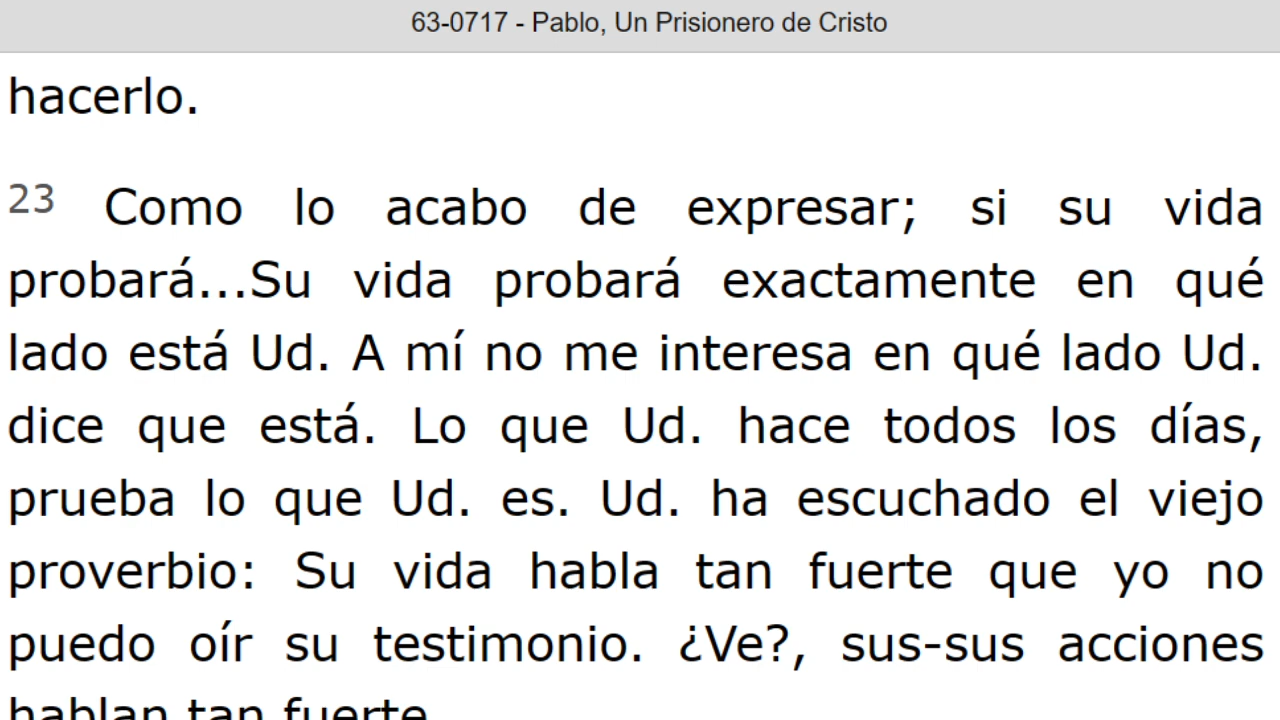 63-0717 - Pablo, Un Prisionero de Cristo
hacerlo.
23 Como lo acabo de expresar; si su vida
probará...Su vida probará exactamente en qué
lado está Ud. A mí no me interesa en qué lado Ud.
dice que está. Lo que Ud. hace todos los días,
prueba lo que Ud. es. Ud. ha escuchado el viejo
proverbio: Su vida habla tan fuerte que yo no
puedo oír su testimonio. ¿Ve?, sus-sus acciones
hablan tan fuerte